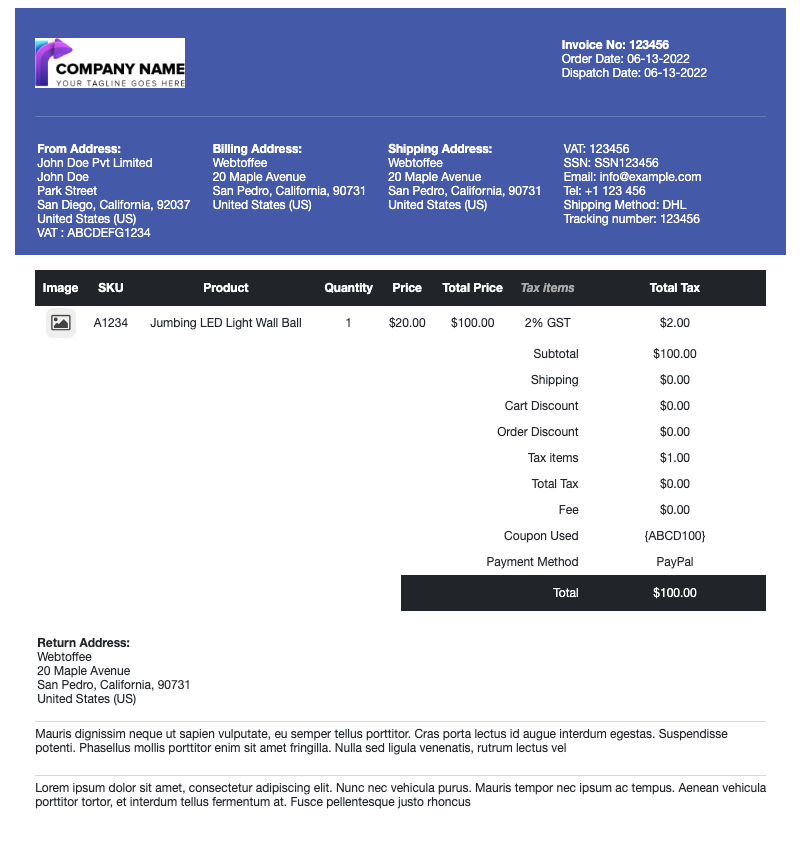 COMPANY NAME
YOUR TAGLINE GOES HERE
Invoice No: 123456
Order Date: 06-13-2022
Dispatch Date: 06-13-2022
From Address:
John Doe Pvt Limited
John Doe
Park Street
San Diego, California, 92037
United States (US)
VAT : ABCDEFG1234
Billing Address:
Webtoffee
20 Maple Avenue
San Pedro, California, 90731
United States (US)
Shipping Address:
Webtoffee
20 Maple Avenue
San Pedro, California, 90731
United States (US)
VAT: 123456
SSN: SSN123456
Email: info@example.com
Tel: +1 123 456
Shipping Method: DHL
Tracking number: 123456
Image SKU Product Quantity Price Total Price Tax items Total Tax
A1234 Jumbing LED Light Wall Ball 1 $20.00 $100.00 2% GST $2.00
Subtotal $100.00
Shipping $0.00
Cart Discount $0.00
Order Discount $0.00
Tax items $1.00
Total Tax $0.00
Fee $0.00
Coupon Used {ABCD100}
Payment Method PayPal
Total $100.00
Return Address:
Webtoffee
20 Maple Avenue
San Pedro, California, 90731
United States (US)
Mauris dignissim neque ut sapien vulputate, eu semper tellus porttitor. Cras porta lectus id augue interdum egestas. Suspendisse
potenti. Phasellus mollis porttitor enim sit amet fringilla. Nulla sed ligula venenatis, rutrum lectus vel
Lorem ipsum dolor sit amet, consectetur adipiscing elit. Nunc nec vehicula purus. Mauris tempor nec ipsum ac tempus. Aenean vehicula
porttitor tortor, et interdum tellus fermentum at. Fusce pellentesque justo rhoncus